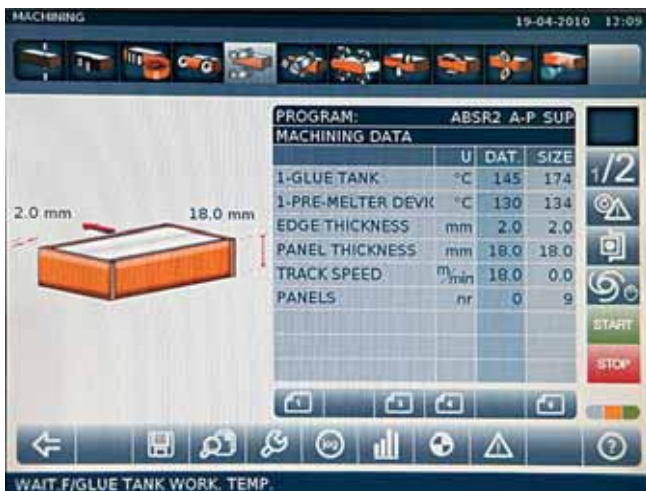 MACHINING 19-04-2010 12:09
PROGRAM: ABSR2 A-P SUP
MACHINING DATA
U DAT. SIZE
1-GLUE TANK °C 145 174
1-PRE-MELTER DEVIC °C 130 134
EDGE THICKNESS mm 2.0 2.0
PANEL THICKNESS mm 18.0 18.0
TRACK SPEED m/min 18.0 0.0
PANELS nr 0 9
2.0 mm 18.0 mm
1/2
START
STOP
?
WAIT.F/GLUE TANK WORK. TEMP.